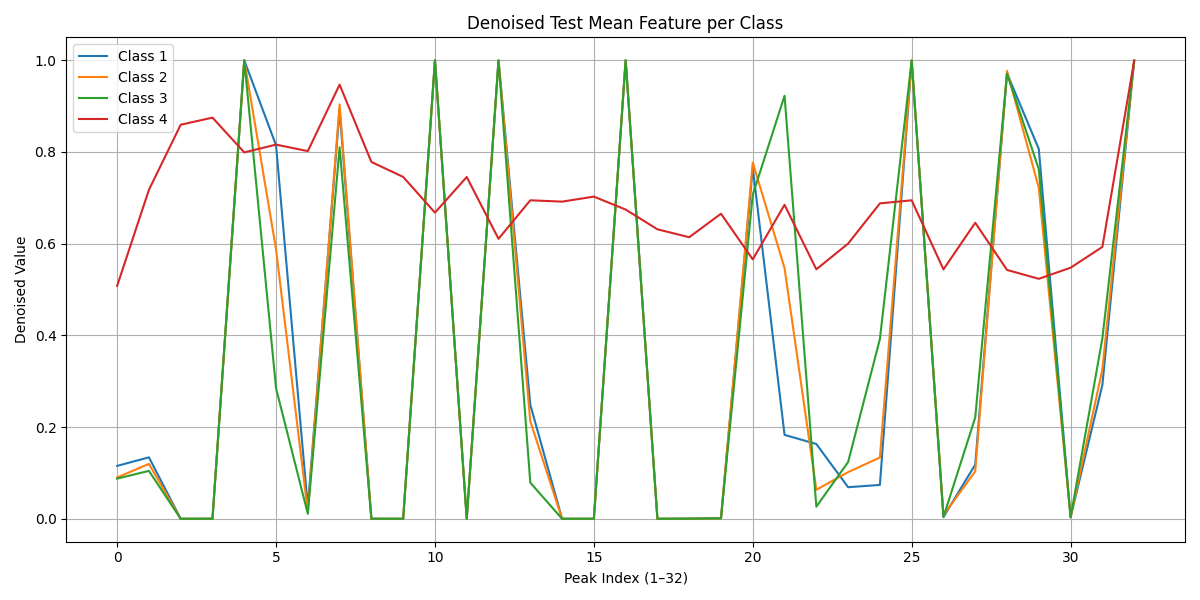 Denoised Test Mean Feature per Class
Class 1
Class 2
Class 3
Class 4
Denoised Value
1.0
0.8
0.6
0.4
0.2
0.0
0 5 10 15 20 25 30
Peak Index (1–32)